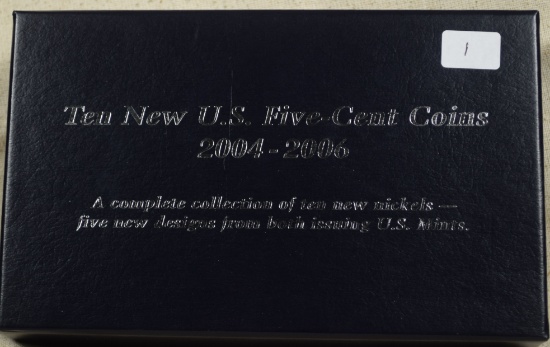 1
Ten New U.S. Five-Cent Coins
2004-2006
A complete collection of ten new nickels —
five new designs from both issuing U.S. Mints.